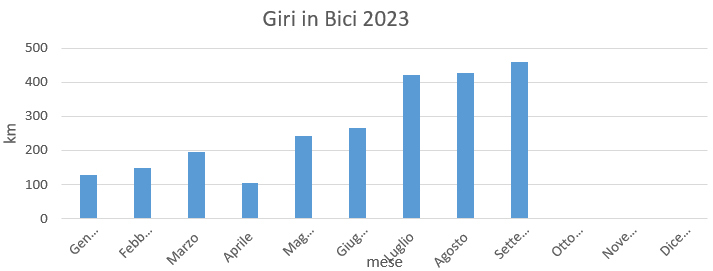 Giri in Bici 2023
500
400
300
200
100
0
km
Gen...
Febb...
Marzo
Aprile
Mag...
Giug...
Luglio
Agosto
Sette...
Otto...
Nove...
Dice...
mese